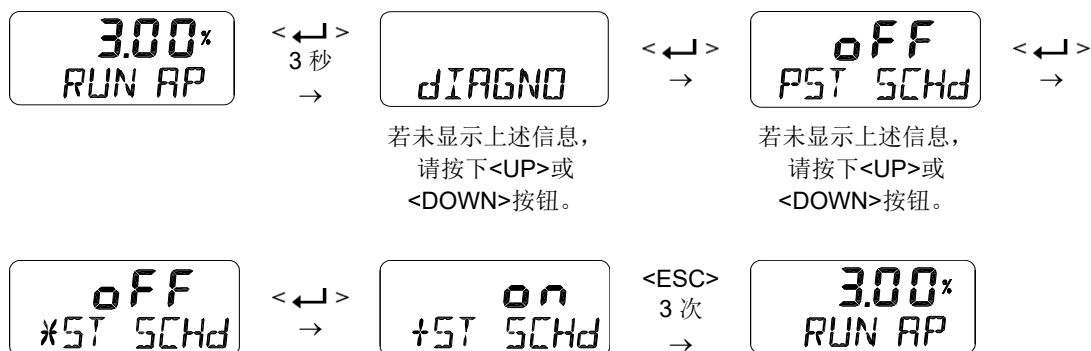 3.00% <↵> <↵> oFF <↵>
RUN AP 3 秒 dIAGNO → PST SCHd →
→
若未显示上述信息， 若未显示上述信息，
请按下<UP>或 请按下<UP>或
<DOWN>按钮。 <DOWN>按钮。
oFF <↵> on <ESC> 3.00%
*ST SCHd → +ST SCHd 3 次 RUN AP
→